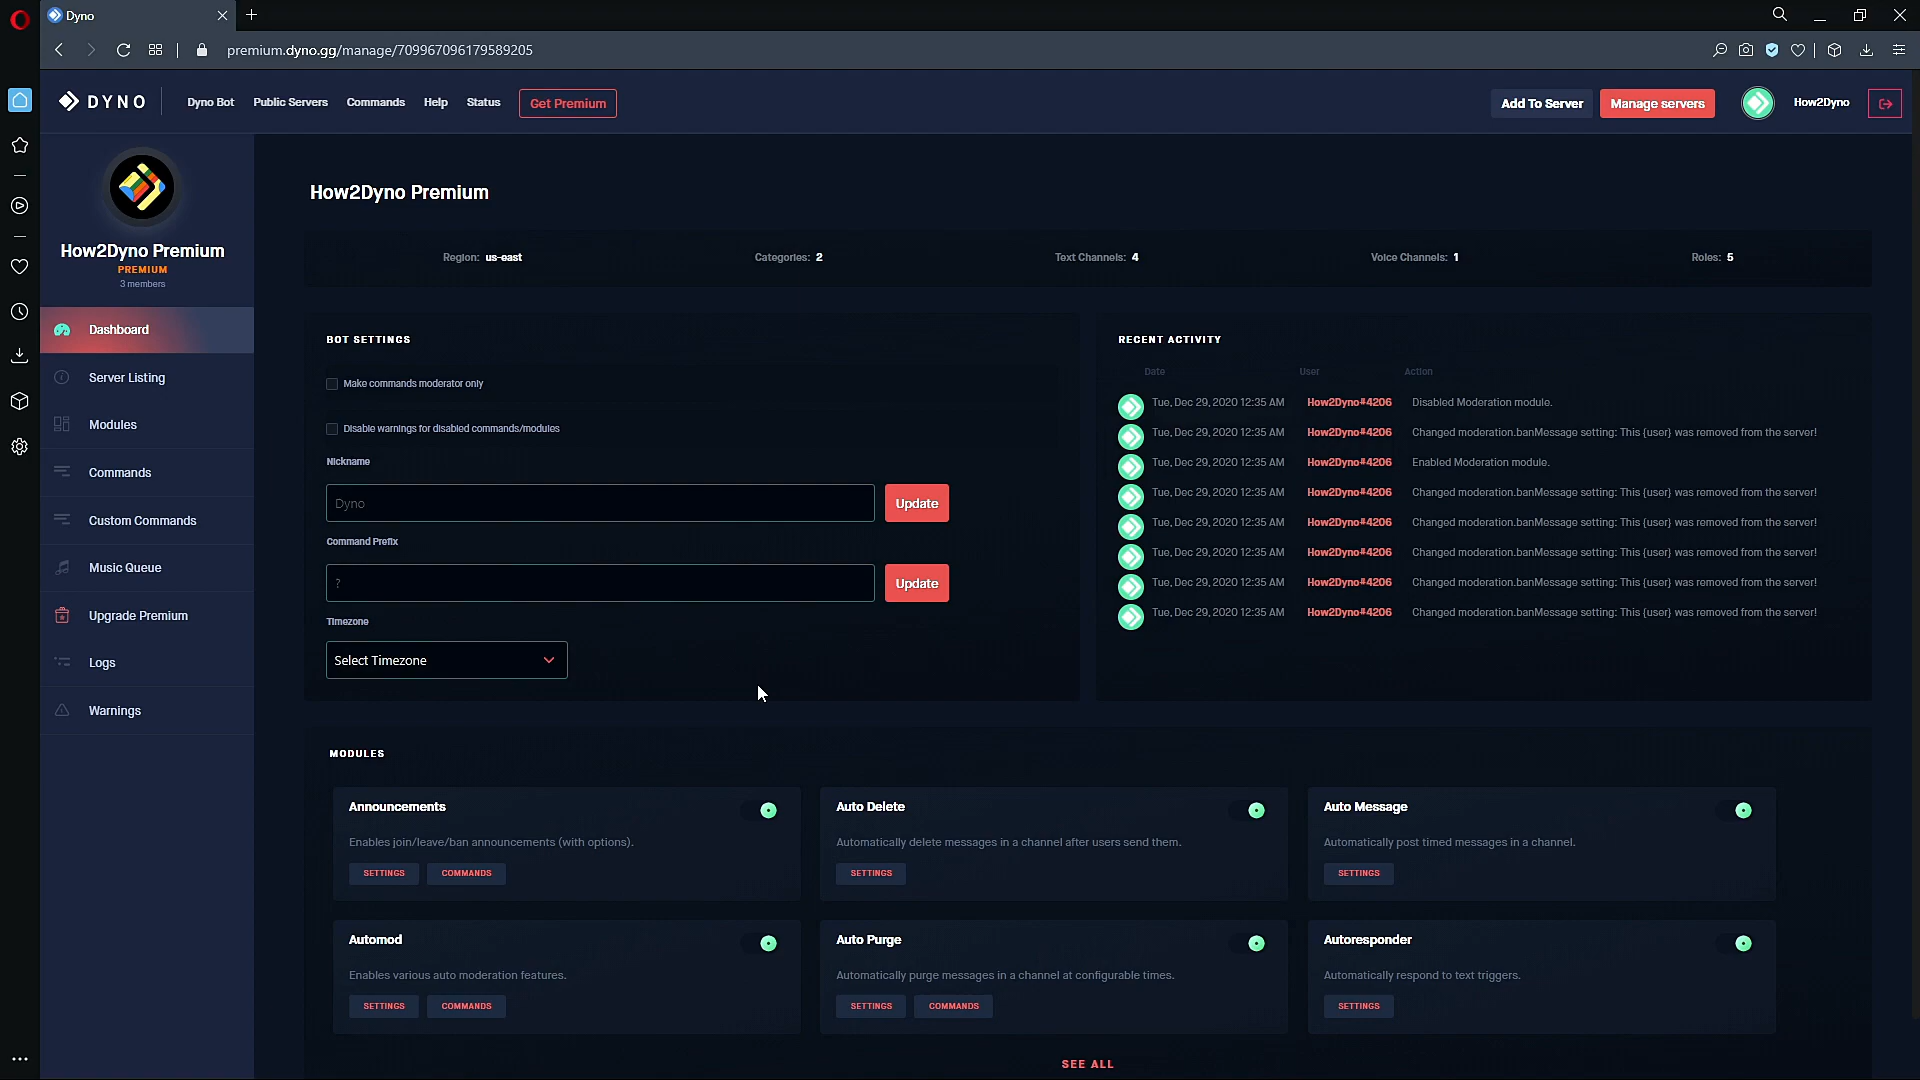 Dyno
premium.dyno.gg/manage/709967096179589205
DYNO
Dyno Bot
Public Servers
Commands
Help
Status
Get Premium
Add To Server
Manage servers
How2Dyno
How2Dyno Premium
PREMIUM
3 members
Dashboard
Server Listing
Modules
Commands
Custom Commands
Music Queue
Upgrade Premium
Logs
Warnings
How2Dyno Premium
Region: us-east
Categories: 2
Text Channels: 4
Voice Channels: 1
Roles: 5
BOT SETTINGS
Make commands moderator only
Disable warnings for disabled commands/modules
Nickname
Dyno
Update
Command Prefix
?
Update
Timezone
Select Timezone
RECENT ACTIVITY
Date User Action
Tue, Dec 29, 2020 12:35 AM How2Dyno#4206 Disabled Moderation module.
Tue, Dec 29, 2020 12:35 AM How2Dyno#4206 Changed moderation.banMessage setting: This {user} was removed from the server!
Tue, Dec 29, 2020 12:35 AM How2Dyno#4206 Enabled Moderation module.
Tue, Dec 29, 2020 12:35 AM How2Dyno#4206 Changed moderation.banMessage setting: This {user} was removed from the server!
Tue, Dec 29, 2020 12:35 AM How2Dyno#4206 Changed moderation.banMessage setting: This {user} was removed from the server!
Tue, Dec 29, 2020 12:35 AM How2Dyno#4206 Changed moderation.banMessage setting: This {user} was removed from the server!
Tue, Dec 29, 2020 12:35 AM How2Dyno#4206 Changed moderation.banMessage setting: This {user} was removed from the server!
Tue, Dec 29, 2020 12:35 AM How2Dyno#4206 Changed moderation.banMessage setting: This {user} was removed from the server!
MODULES
Announcements
Enables join/leave/ban announcements (with options).
SETTINGS COMMANDS
Auto Delete
Automatically delete messages in a channel after users send them.
SETTINGS
Auto Message
Automatically post timed messages in a channel.
SETTINGS
Automod
Enables various auto moderation features.
SETTINGS COMMANDS
Auto Purge
Automatically purge messages in a channel at configurable times.
SETTINGS COMMANDS
Autoresponder
Automatically respond to text triggers.
SETTINGS
SEE ALL